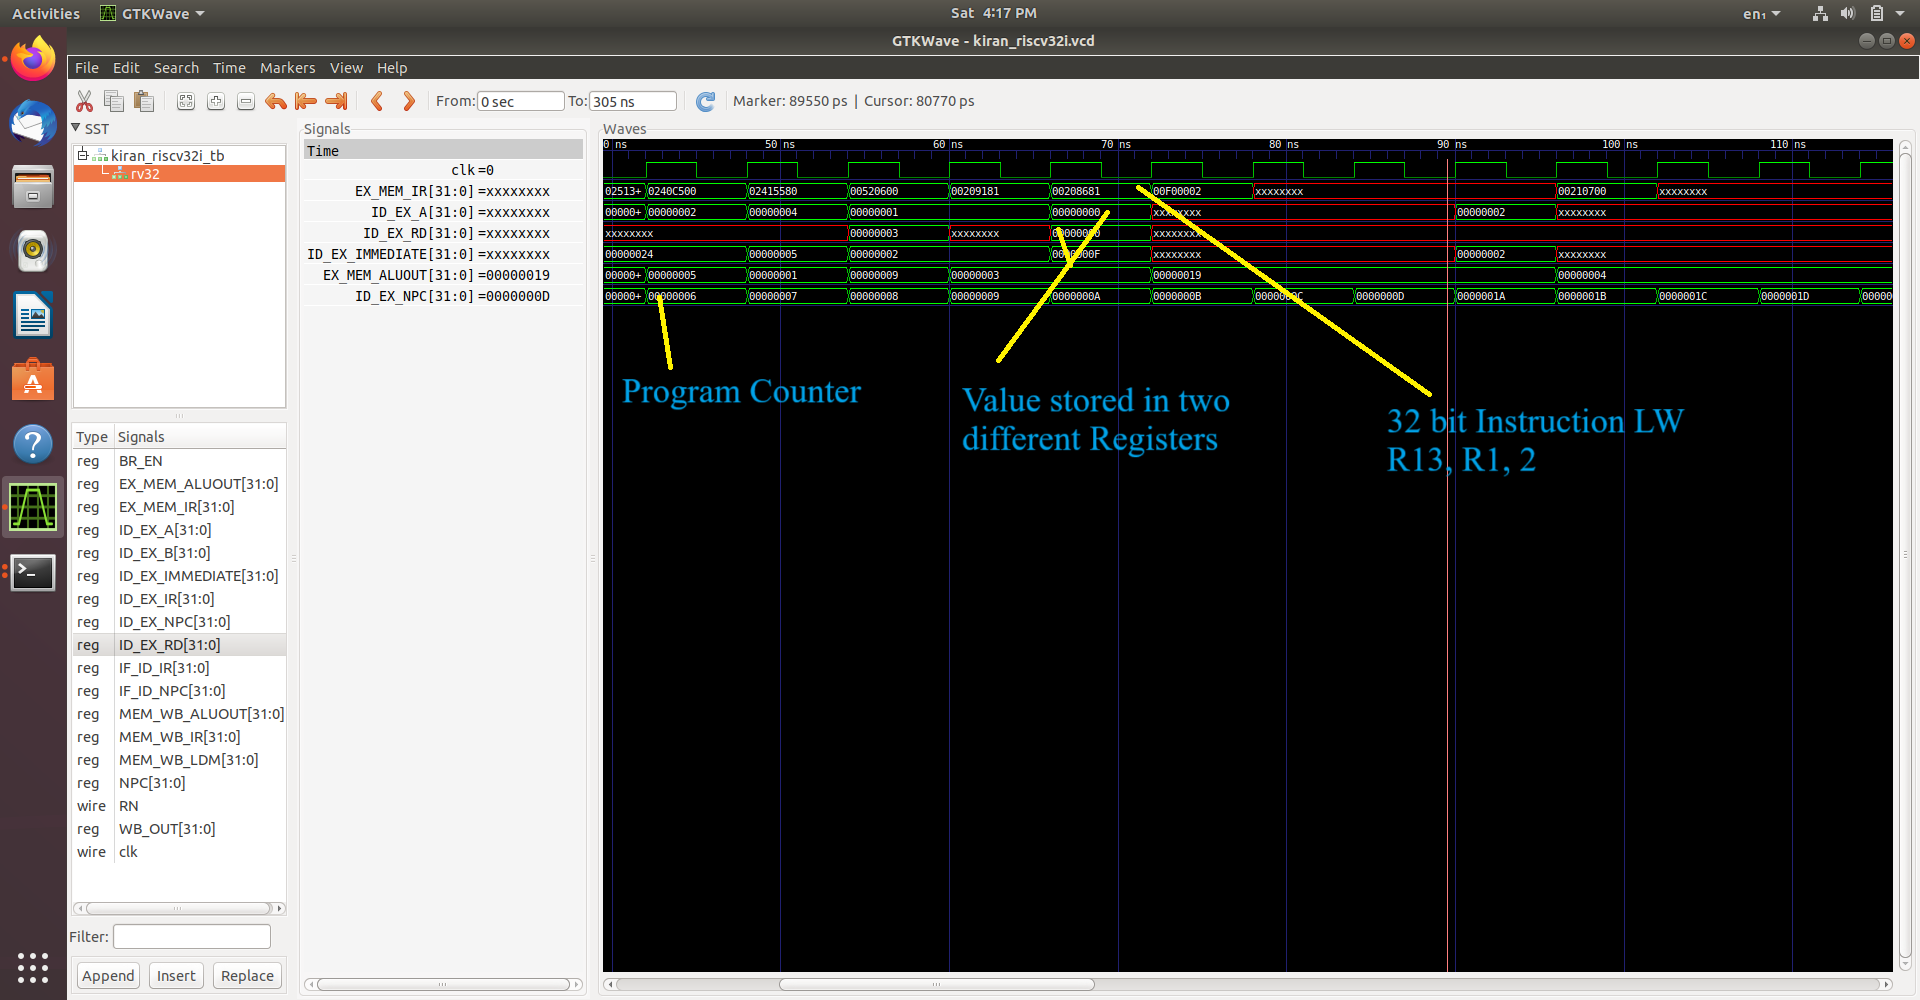 Activities GTKWave Sat 4:17 PM en₁
GTKWave - kiran_riscv32i.vcd
File Edit Search Time Markers View Help
From: 0 sec To: 305 ns Marker: 89550 ps | Cursor: 80770 ps
SST
kiran_riscv32i_tb
rv32
Type Signals
reg BR_EN
reg EX_MEM_ALUOUT[31:0]
reg EX_MEM_IR[31:0]
reg ID_EX_A[31:0]
reg ID_EX_B[31:0]
reg ID_EX_IMMEDIATE[31:0]
reg ID_EX_IR[31:0]
reg ID_EX_NPC[31:0]
reg ID_EX_RD[31:0]
reg IF_ID_IR[31:0]
reg IF_ID_NPC[31:0]
reg MEM_WB_ALUOUT[31:0]
reg MEM_WB_IR[31:0]
reg MEM_WB_LDM[31:0]
reg NPC[31:0]
wire RN
reg WB_OUT[31:0]
wire clk
Filter:
Append Insert Replace
Signals
Time
clk =0
EX_MEM_IR[31:0] =xxxxxxxx
ID_EX_A[31:0] =xxxxxxxx
ID_EX_RD[31:0] =xxxxxxxx
ID_EX_IMMEDIATE[31:0] =xxxxxxxx
EX_MEM_ALUOUT[31:0] =00000019
ID_EX_NPC[31:0] =0000000D
Waves
0 ns 50 ns 60 ns 70 ns 80 ns 90 ns 100 ns 110 ns
02513+ 0240C500 02415580 00520600 00209181 00208681 00F00002 xxxxxxxx 00210700 xxxxxxxx
00000+ 00000002 00000004 00000001 00000000 xxxxxxxx 00000002 xxxxxxxx
xxxxxxxx 00000003 xxxxxxxx 00000000 xxxxxxxx
00000024 00000005 00000002 0000000F xxxxxxxx 00000002 xxxxxxxx
00000+ 00000005 00000001 00000009 00000003 00000019 00000004
00000+ 00000006 00000007 00000008 00000009 0000000A 0000000B 0000000C 0000000D 0000001A 0000001B 0000001C 0000001D 00000
Program Counter
Value stored in two
different Registers
32 bit Instruction LW
R13, R1, 2